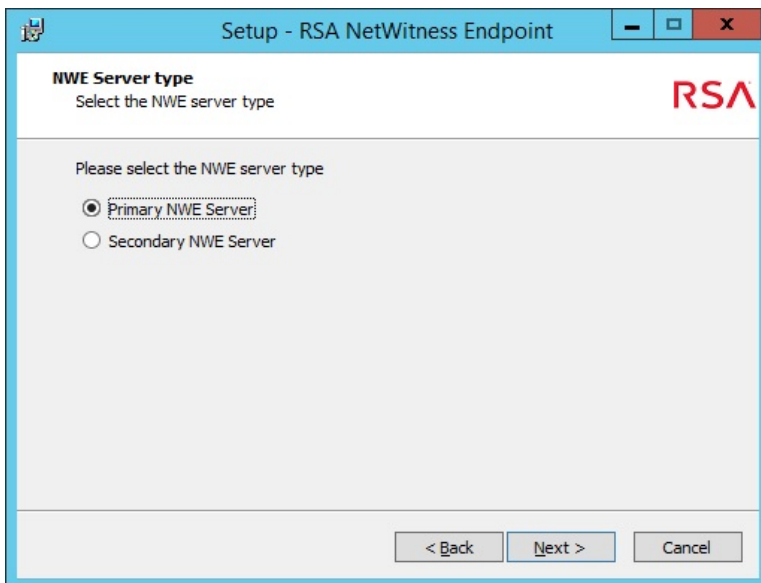 Setup - RSA NetWitness Endpoint
NWE Server type
Select the NWE server type
RSA
Please select the NWE server type
Primary NWE Server
Secondary NWE Server
< Back
Next >
Cancel